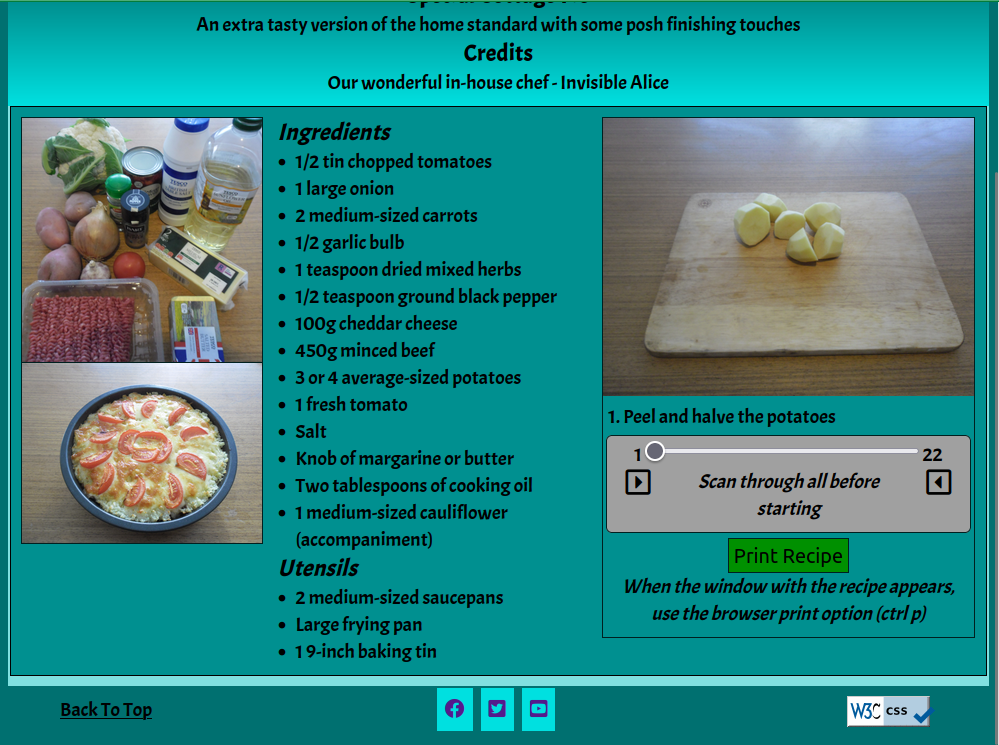 An extra tasty version of the home standard with some posh finishing touches
Credits
Our wonderful in-house chef - Invisible Alice
Ingredients
1/2 tin chopped tomatoes
1 large onion
2 medium-sized carrots
1/2 garlic bulb
1 teaspoon dried mixed herbs
1/2 teaspoon ground black pepper
100g cheddar cheese
450g minced beef
3 or 4 average-sized potatoes
1 fresh tomato
Salt
Knob of margarine or butter
Two tablespoons of cooking oil
1 medium-sized cauliflower
(accompaniment)
Utensils
2 medium-sized saucepans
Large frying pan
1 9-inch baking tin
TESCO
1. Peel and halve the potatoes
1 22
Scan through all before
starting
Print Recipe
When the window with the recipe appears,
use the browser print option (ctrl p)
Back To Top
W3C css